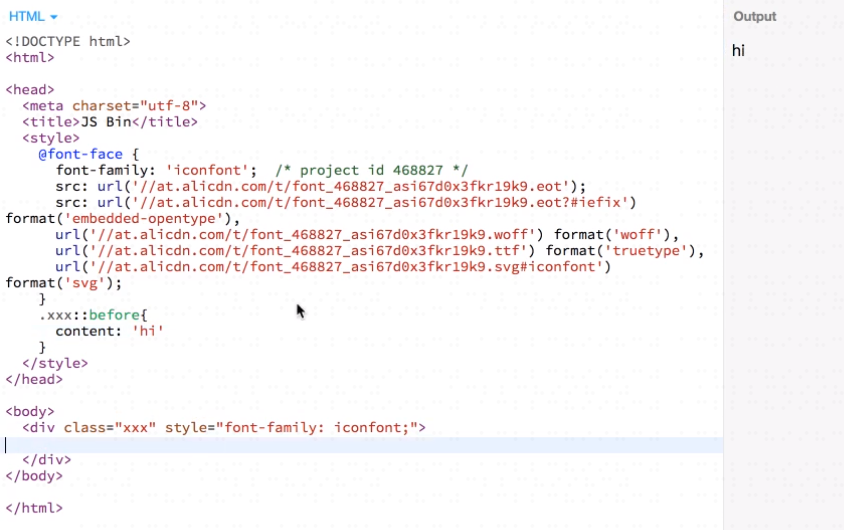 HTML
Output
<!DOCTYPE html>
<html>
hi
<head>
<meta charset="utf-8">
<title>JS Bin</title>
<style>
@font-face {
font-family: 'iconfont';  /* project id 468827 */
src: url('//at.alicdn.com/t/font_468827_asi67d0x3fkr19k9.eot');
src: url('//at.alicdn.com/t/font_468827_asi67d0x3fkr19k9.eot?#iefix')
format('embedded-opentype'),
url('//at.alicdn.com/t/font_468827_asi67d0x3fkr19k9.woff') format('woff'),
url('//at.alicdn.com/t/font_468827_asi67d0x3fkr19k9.ttf') format('truetype'),
url('//at.alicdn.com/t/font_468827_asi67d0x3fkr19k9.svg#iconfont')
format('svg');
}
.xxx::before{
content: 'hi'
}
</style>
</head>
<body>
<div class="xxx" style="font-family: iconfont;">
</div>
</body>
</html>